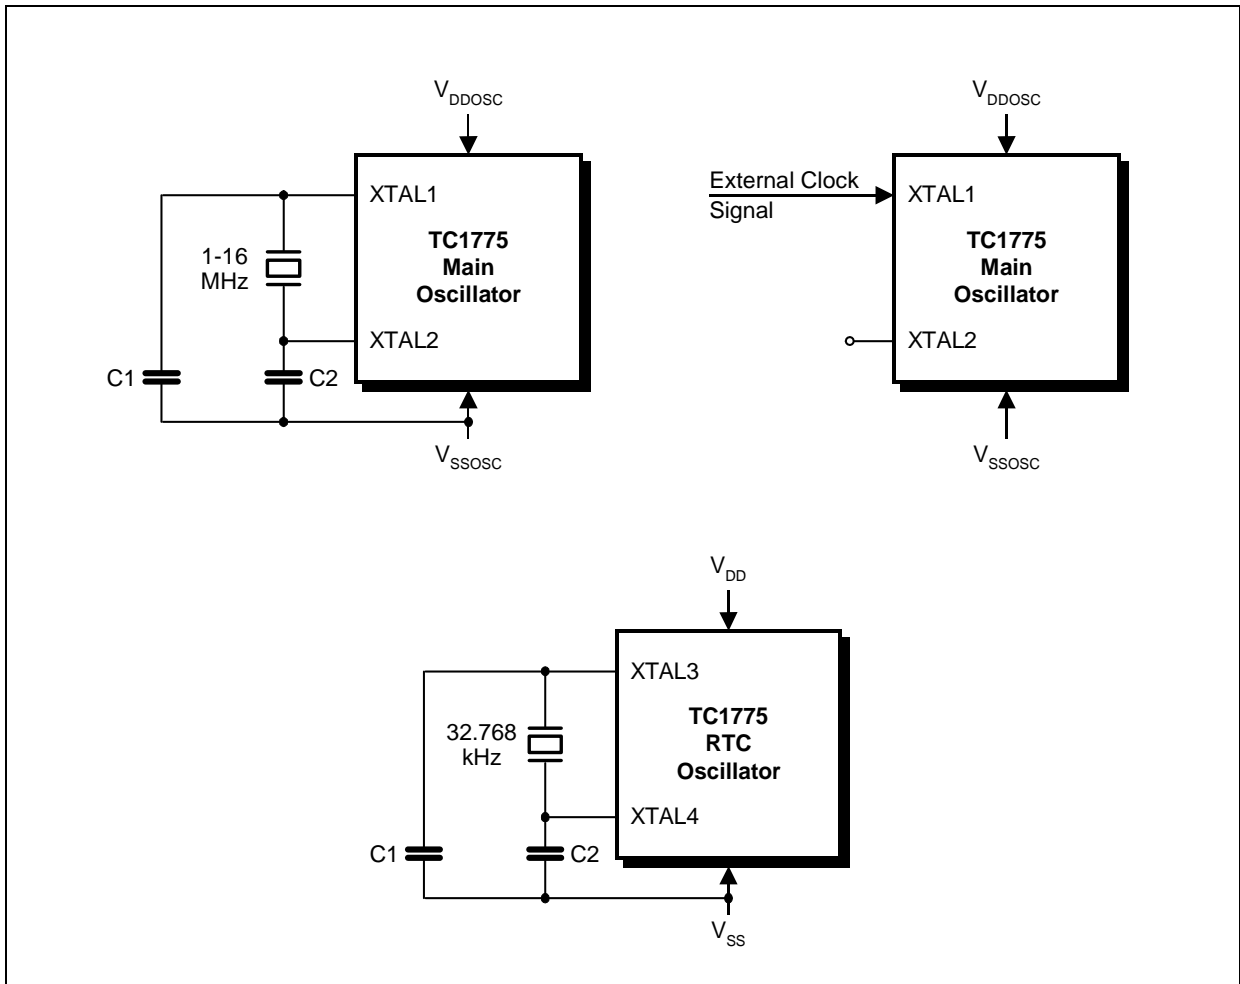 V_DDOSC
XTAL1
1-16
MHz
TC1775
Main
Oscillator
XTAL2
C1
C2
V_SSOSC
V_DDOSC
External Clock
Signal
XTAL1
TC1775
Main
Oscillator
XTAL2
V_SSOSC
V_DD
XTAL3
32.768
kHz
TC1775
RTC
Oscillator
XTAL4
C1
C2
V_SS